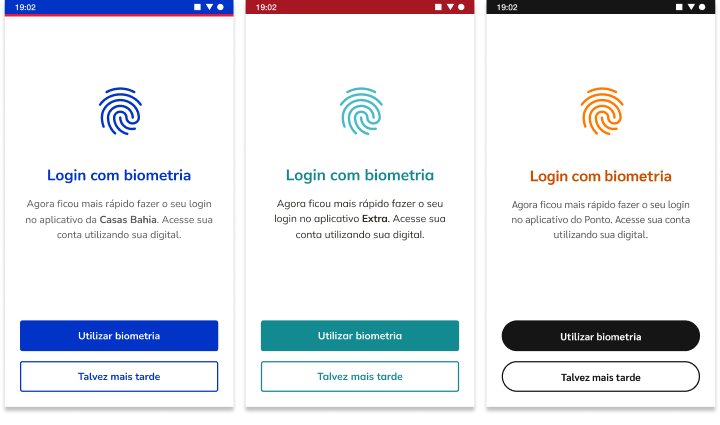 19:02
Login com biometria
Agora ficou mais rápido fazer o seu login
no aplicativo da Casas Bahia. Acesse sua
conta utilizando sua digital.
Utilizar biometria
Talvez mais tarde
19:02
Login com biometria
Agora ficou mais rápido fazer o seu
login no aplicativo Extra. Acesse sua
conta utilizando sua digital.
Utilizar biometria
Talvez mais tarde
19:02
Login com biometria
Agora ficou mais rápido fazer o seu login
no aplicativo do Ponto. Acesse sua conta
utilizando sua digital.
Utilizar biometria
Talvez mais tarde